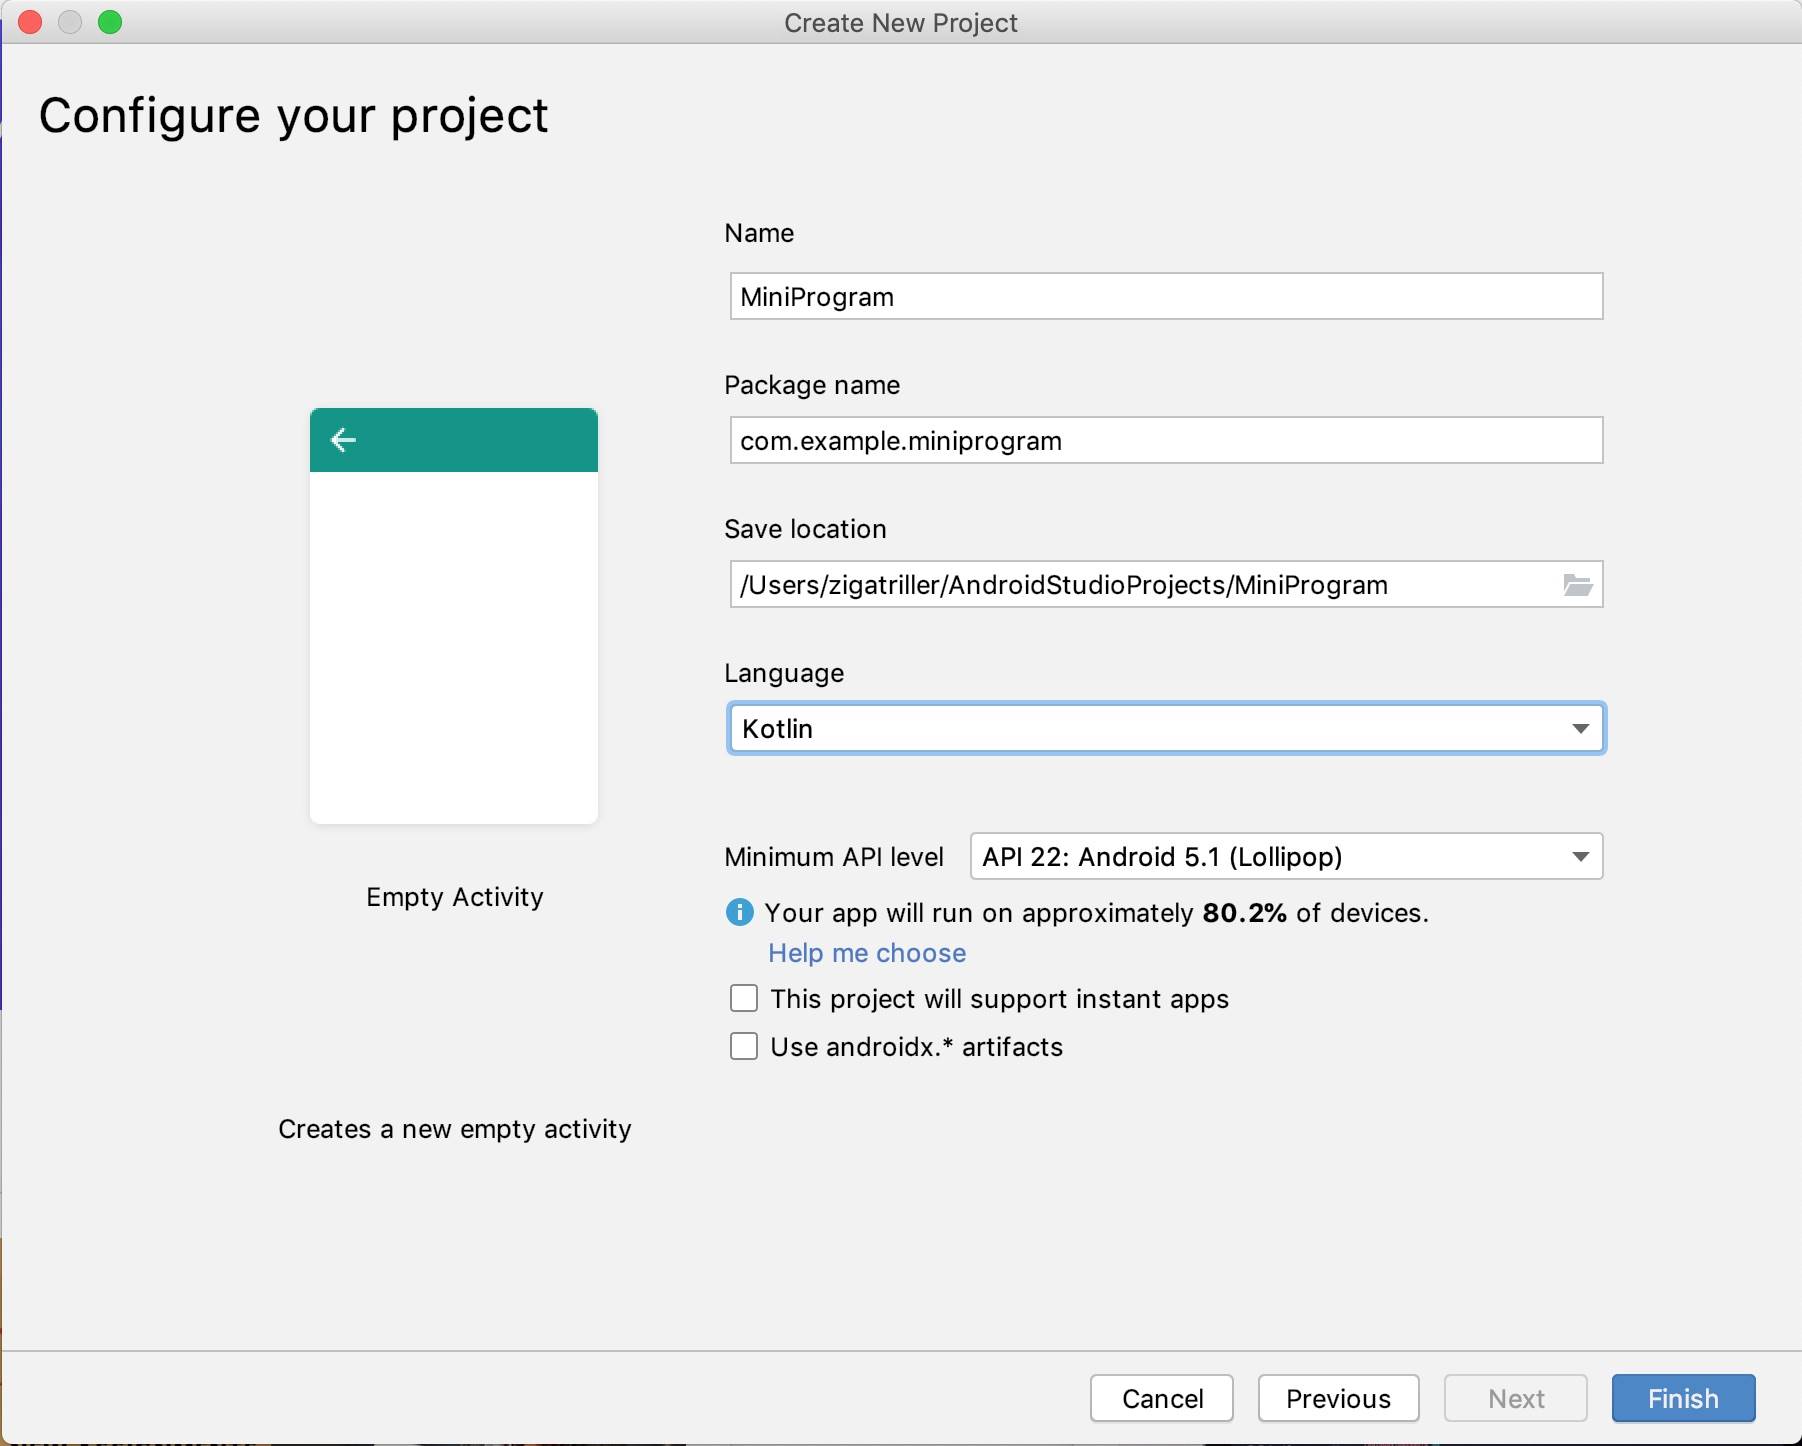 Create New Project
Configure your project
Name
MiniProgram
Package name
com.example.miniprogram
Save location
/Users/zigatriller/AndroidStudioProjects/MiniProgram
Language
Kotlin
Minimum API level API 22: Android 5.1 (Lollipop)
Your app will run on approximately 80.2% of devices.
Help me choose
This project will support instant apps
Use androidx.* artifacts
Empty Activity
Creates a new empty activity
Cancel Previous Next Finish